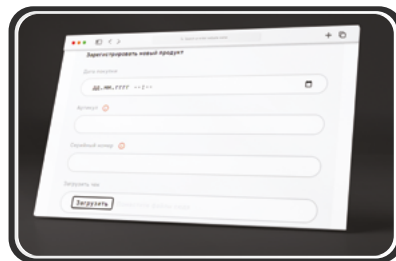 Зарегистрировать новый продукт
Дата покупки
ДД.ММ.ГГГГ --:--
Артикул
Серийный номер
Загрузить чек
Загрузить